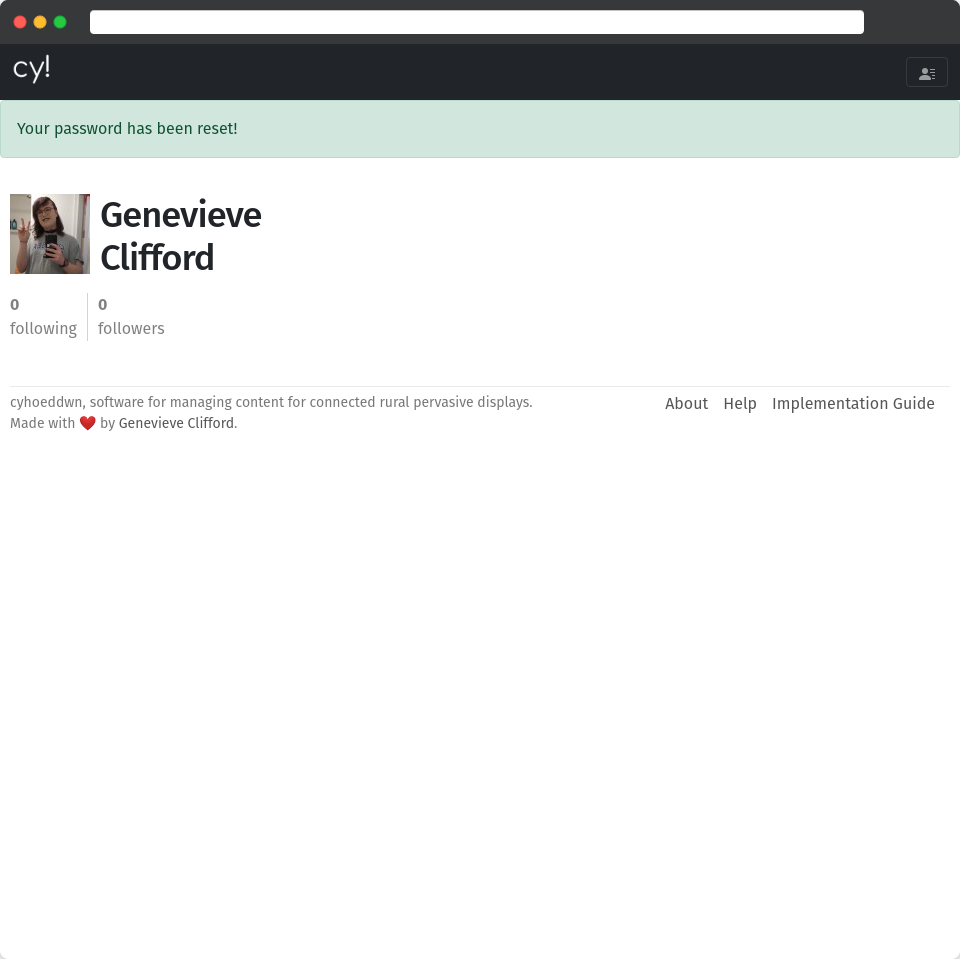 cy!
Your password has been reset!
Genevieve
Clifford
0
following
0
followers
cyhoeddwn, software for managing content for connected rural pervasive displays.
Made with ❤️ by Genevieve Clifford.
About Help Implementation Guide